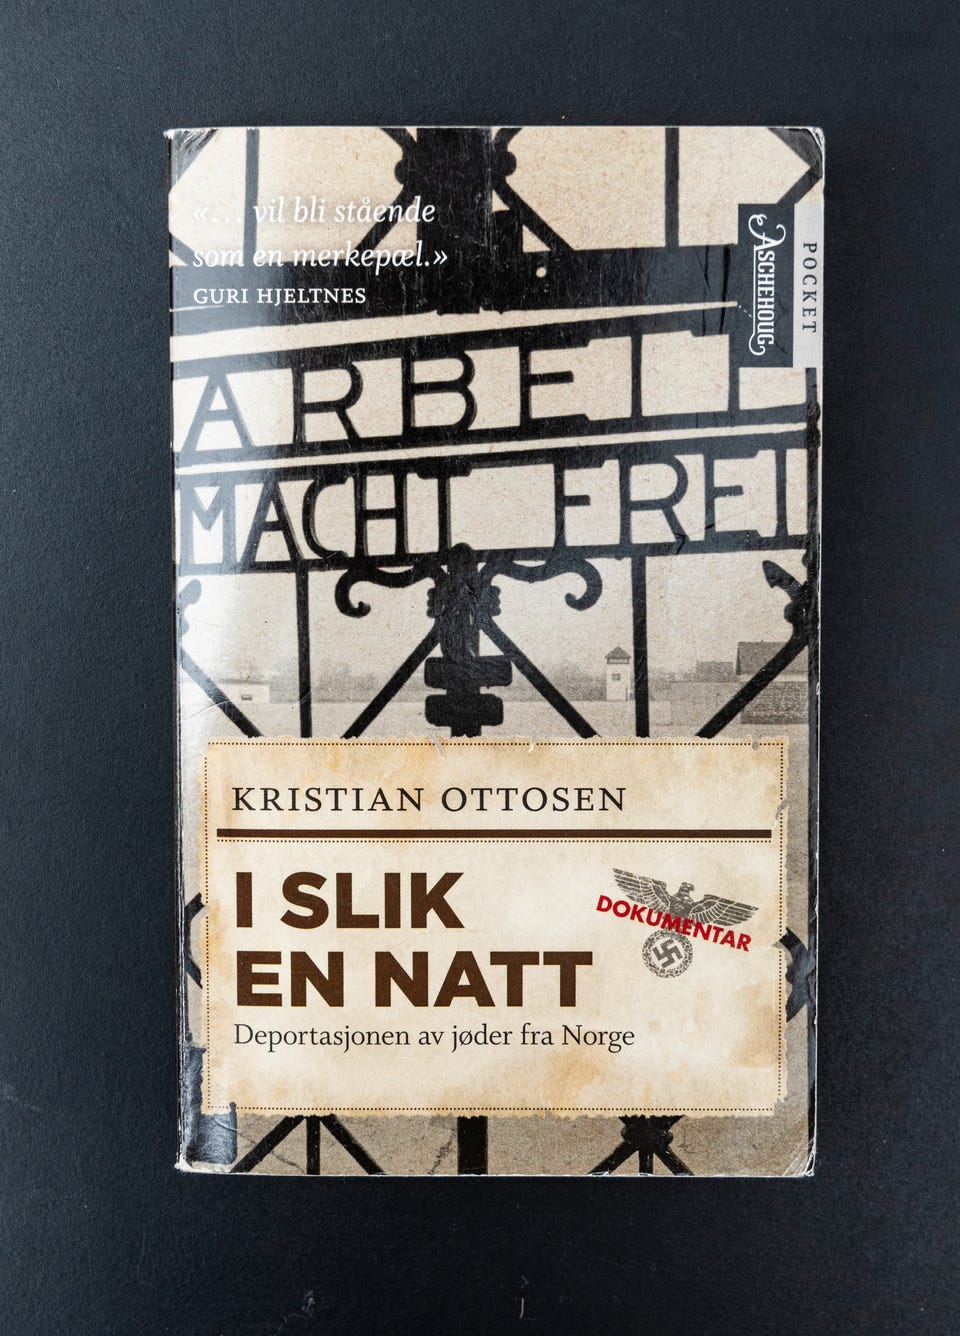 «… vil bli stående
som en merkepæl.»
GURI HJELTNES
ASCHEHOUG
POCKET
ARBEIT
MACHT FREI
KRISTIAN OTTOSEN
I SLIK
EN NATT
DOKUMENTAR
Deportasjonen av jøder fra Norge